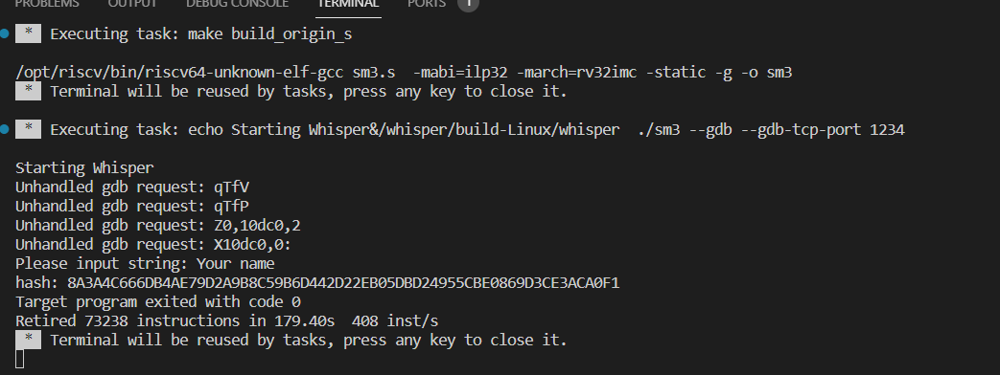 PROBLEMS OUTPUT DEBUG CONSOLE TERMINAL PORTS 1
* Executing task: make build_origin_s
/opt/riscv/bin/riscv64-unknown-elf-gcc sm3.s  -mabi=ilp32 -march=rv32imc -static -g -o sm3
* Terminal will be reused by tasks, press any key to close it.
* Executing task: echo Starting Whisper&/whisper/build-Linux/whisper  ./sm3 --gdb --gdb-tcp-port 1234
Starting Whisper
Unhandled gdb request: qTfV
Unhandled gdb request: qTfP
Unhandled gdb request: Z0,10dc0,2
Unhandled gdb request: X10dc0,0:
Please input string: Your name
hash: 8A3A4C666DB4AE79D2A9B8C59B6D442D22EB05DBD24955CBE0869D3CE3ACA0F1
Target program exited with code 0
Retired 73238 instructions in 179.40s  408 inst/s
* Terminal will be reused by tasks, press any key to close it.